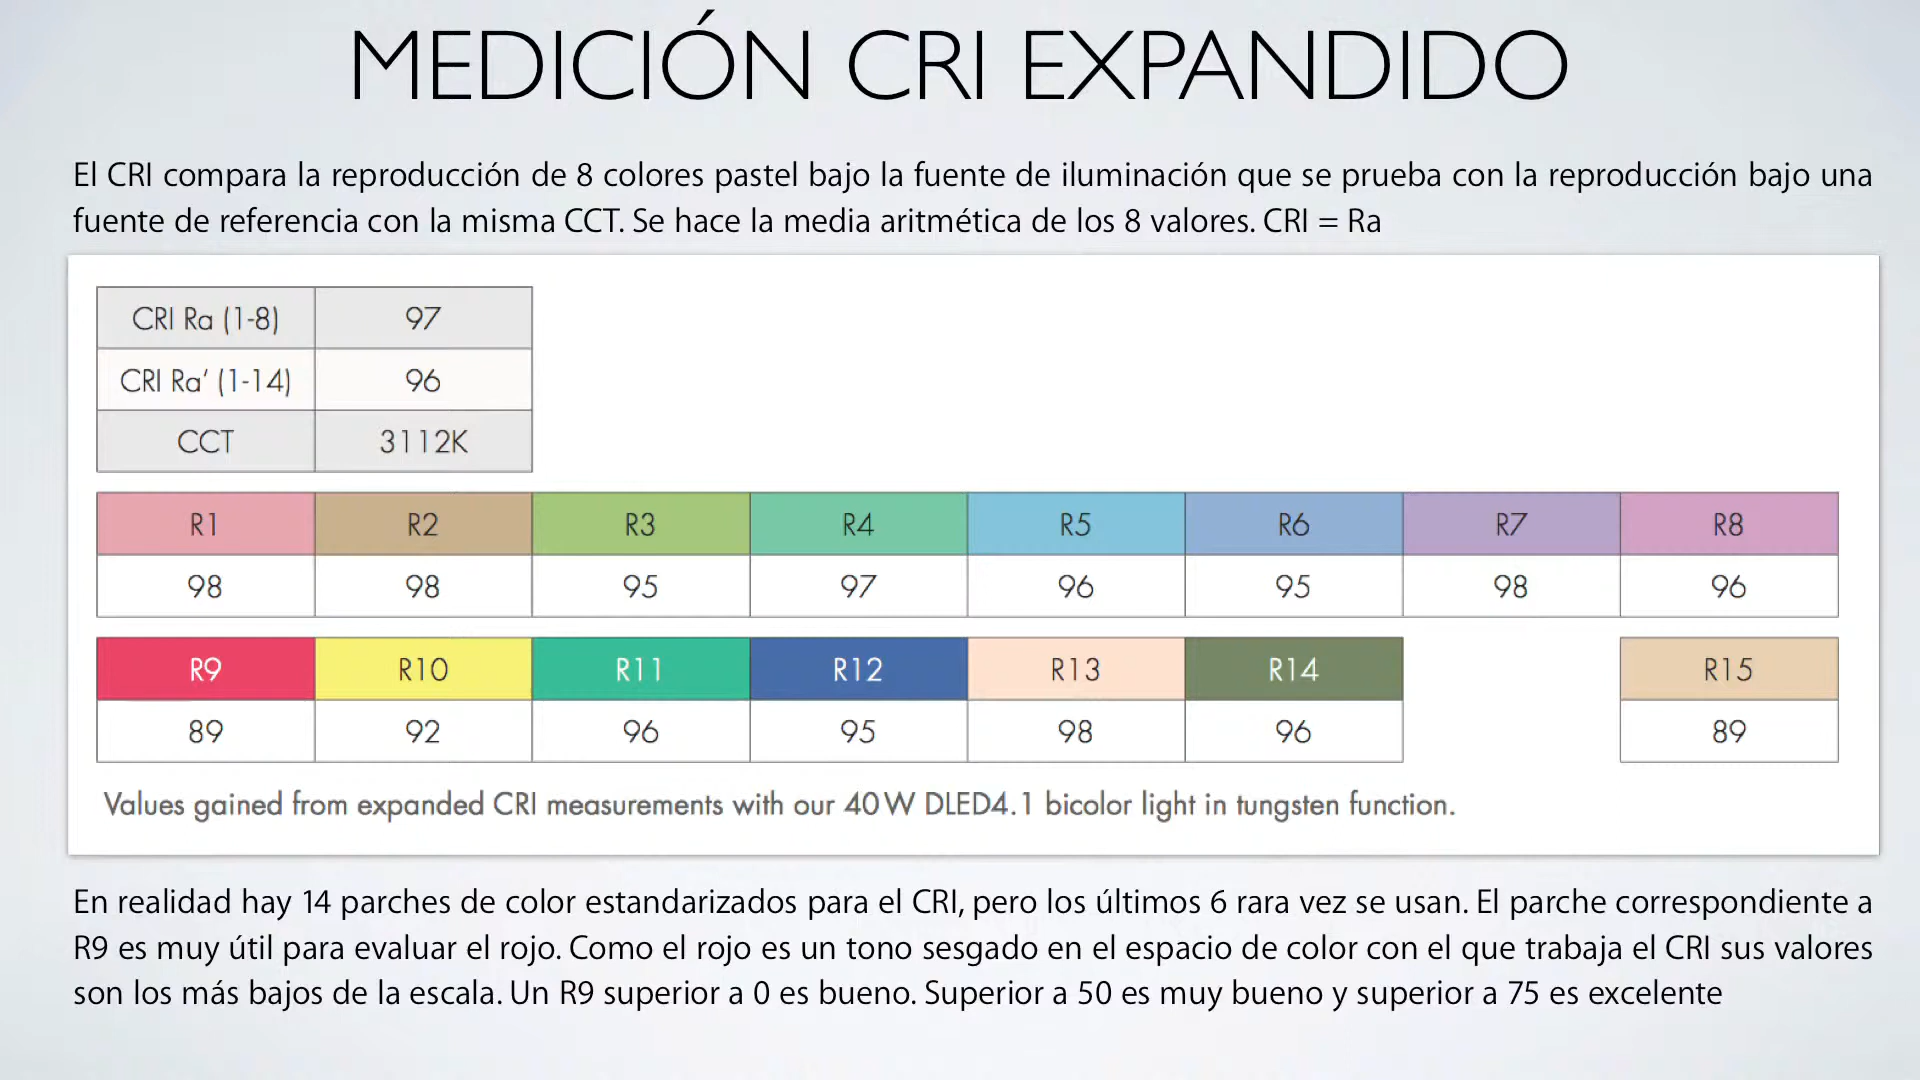 MEDICIÓN CRI EXPANDIDO
El CRI compara la reproducción de 8 colores pastel bajo la fuente de iluminación que se prueba con la reproducción bajo una
fuente de referencia con la misma CCT. Se hace la media aritmética de los 8 valores. CRI = Ra
CRI Ra (1-8) 97
CRI Ra’ (1-14) 96
CCT 3112K
R1 R2 R3 R4 R5 R6 R7 R8
98 98 95 97 96 95 98 96
R9 R10 R11 R12 R13 R14 R15
89 92 96 95 98 96 89
Values gained from expanded CRI measurements with our 40W DLED4.1 bicolor light in tungsten function.
En realidad hay 14 parches de color estandarizados para el CRI, pero los últimos 6 rara vez se usan. El parche correspondiente a
R9 es muy útil para evaluar el rojo. Como el rojo es un tono sesgado en el espacio de color con el que trabaja el CRI sus valores
son los más bajos de la escala. Un R9 superior a 0 es bueno. Superior a 50 es muy bueno y superior a 75 es excelente